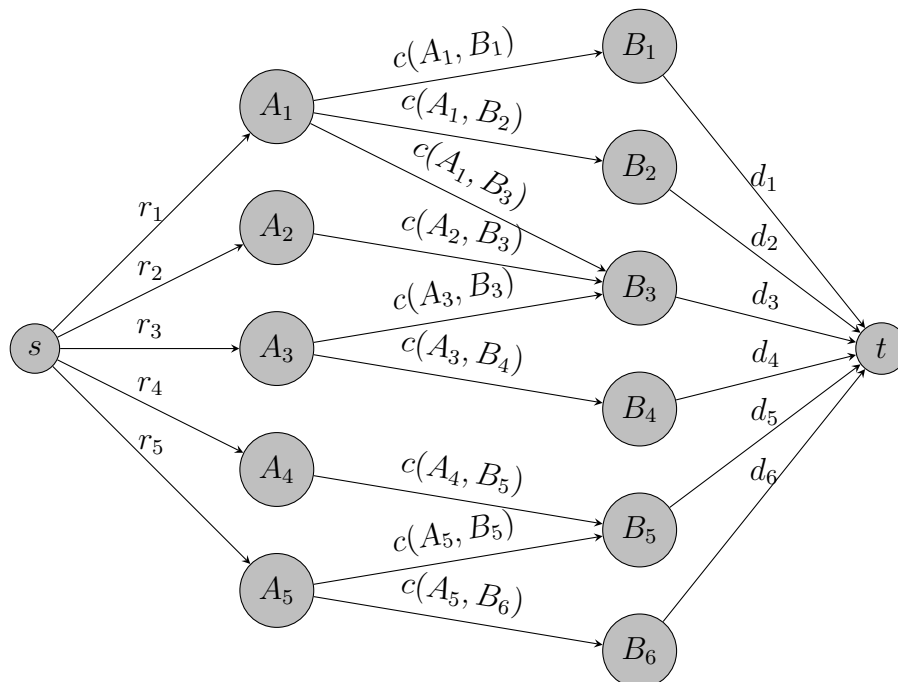 B₁
c(A₁, B₁)
A₁
c(A₁, B₂)
B₂
c(A₁, B₃)
d₁
r₁
A₂
c(A₂, B₃)
d₂
r₂
c(A₃, B₃)
B₃
d₃
r₃
s
A₃
c(A₃, B₄)
t
d₄
r₄
B₄
d₅
r₅
A₄
c(A₄, B₅)
d₆
c(A₅, B₅)
B₅
A₅
c(A₅, B₆)
B₆